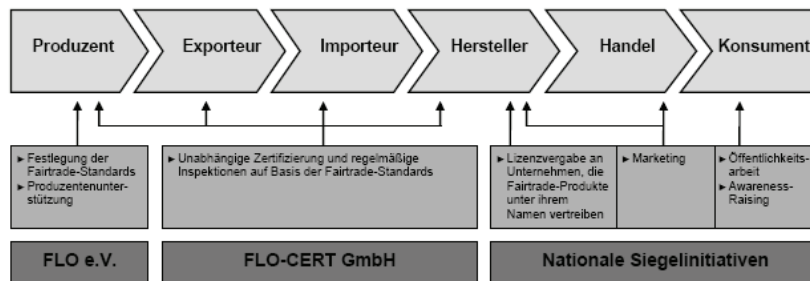 Produzent
Exporteur
Importeur
Hersteller
Handel
Konsument
► Festlegung der
Fairtrade-Standards
► Produzentenunter-
stützung
► Unabhängige Zertifizierung und regelmäßige
Inspektionen auf Basis der Fairtrade-Standards
► Lizenzvergabe an
Unternehmen, die
Fairtrade-Produkte
unter ihrem
Namen vertreiben
► Marketing
► Öffentlichkeits-
arbeit
► Awareness-
Raising
FLO e.V.
FLO-CERT GmbH
Nationale Siegelinitiativen